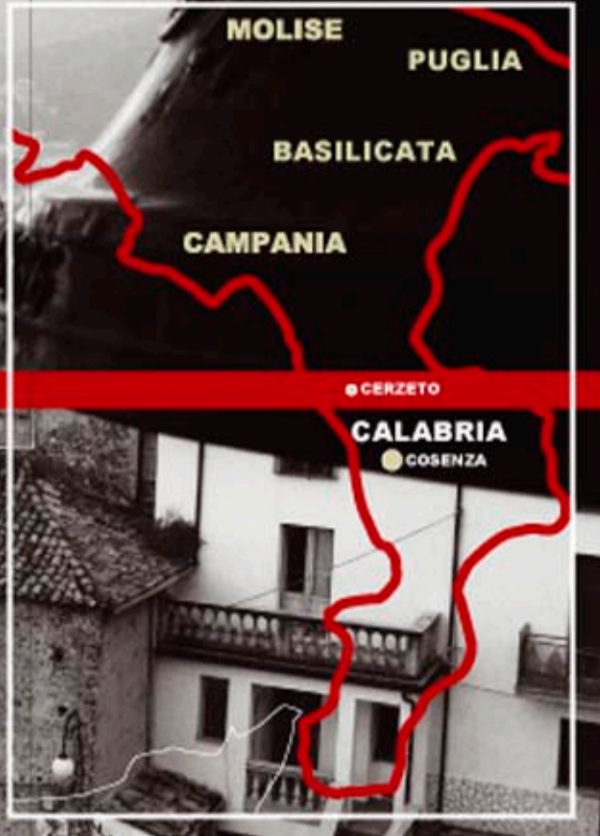 MOLISE
PUGLIA
BASILICATA
CAMPANIA
CERZETO
CALABRIA
COSENZA